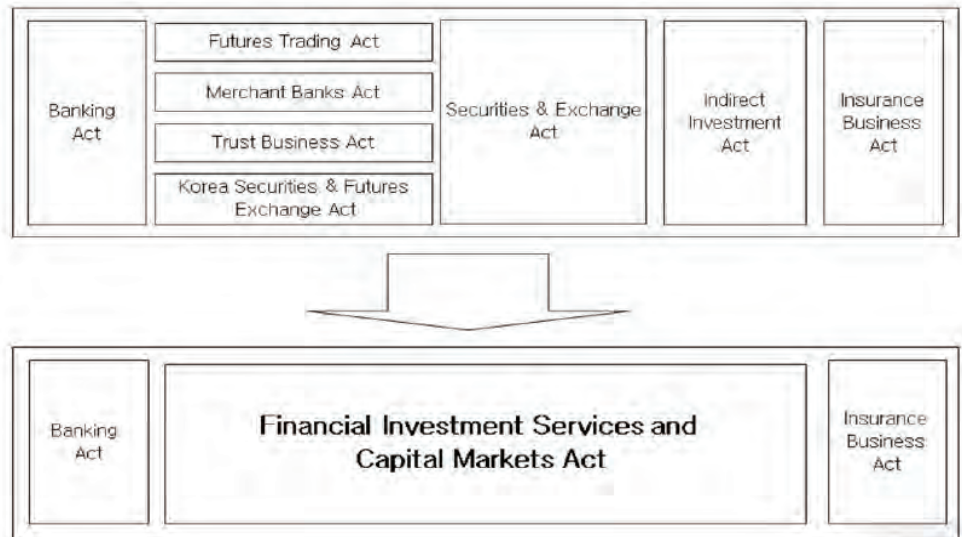 Banking
Act
Futures Trading Act
Merchant Banks Act
Trust Business Act
Korea Securities & Futures
Exchange Act
Securities & Exchange
Act
Indirect
Investment
Act
Insurance
Business
Act
Banking
Act
Financial Investment Services and
Capital Markets Act
Insurance
Business
Act